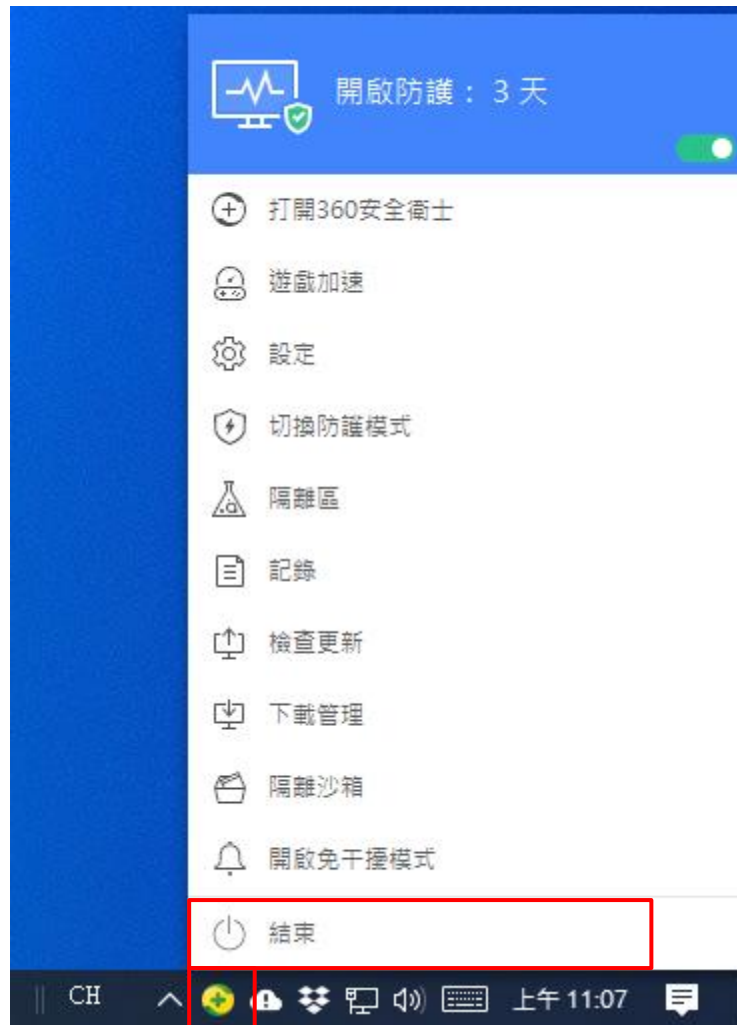 開啟防護： 3 天
打開360安全衛士
遊戲加速
設定
切換防護模式
隔離區
記錄
檢查更新
下載管理
隔離沙箱
開啟免干擾模式
結束
CH 上午 11:07